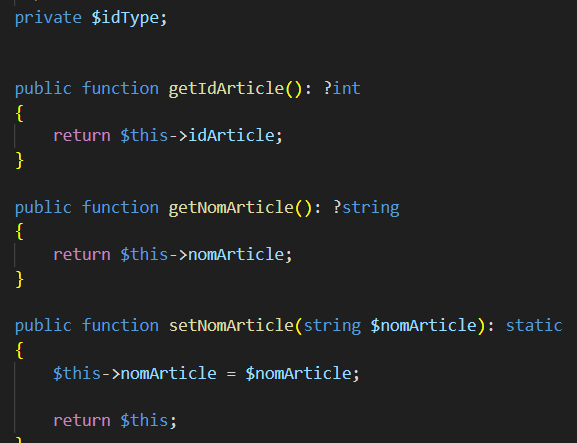 private $idType;
public function getIdArticle(): ?int
{
return $this->idArticle;
}
public function getNomArticle(): ?string
{
return $this->nomArticle;
}
public function setNomArticle(string $nomArticle): static
{
$this->nomArticle = $nomArticle;
return $this;
}